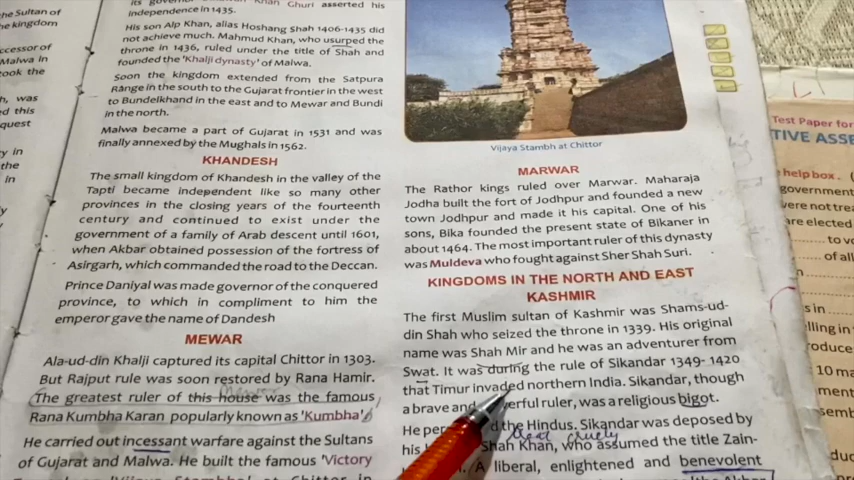 the Sultan of
he kingdom
ccessor of
Malwa in
ook the
h, was
ed this
quest
y in
the
in
its Khan Ghuri asserted his
independence in 1435.
His son Alp Khan, alias Hoshang Shah 1406-1435 did
not achieve much. Mahmud Khan, who usurped the
throne in 1436, ruled under the title of Shah and
founded the 'Khalji dynasty' of Malwa.
Soon the kingdom extended from the Satpura
Range in the south to the Gujarat frontier in the west
to Bundelkhand in the east and to Mewar and Bundi
in the north.
Malwa became a part of Gujarat in 1531 and was
finally annexed by the Mughals in 1562.
KHANDESH
The small kingdom of Khandesh in the valley of the
Tapti became independent like so many other
provinces in the closing years of the fourteenth
century and continued to exist under the
government of a family of Arab descent until 1601,
when Akbar obtained possession of the fortress of
Asirgarh, which commanded the road to the Deccan.
Prince Daniyal was made governor of the conquered
province, to which in compliment to him the
emperor gave the name of Dandesh
MEWAR
Ala-ud-din Khalji captured its capital Chittor in 1303.
But Rajput rule was soon restored by Rana Hamir.
The greatest ruler of this house was the famous
Rana Kumbha Karan popularly known as 'Kumbha'
He carried out incessant warfare against the Sultans
of Gujarat and Malwa. He built the famous 'Victory
Vijaya Stambh at Chittor
MARWAR
The Rathor kings ruled over Marwar. Maharaja
Jodha built the fort of Jodhpur and founded a new
town Jodhpur and made it his capital. One of his
sons, Bika founded the present state of Bikaner in
about 1464. The most important ruler of this dynasty
was Muldeva who fought against Sher Shah Suri.
KINGDOMS IN THE NORTH AND EAST
KASHMIR
The first Muslim sultan of Kashmir was Shams-ud-
din Shah who seized the throne in 1339. His original
name was Shah Mir and he was an adventurer from
Swat. It was during the rule of Sikandar 1349- 1420
that Timur invaded northern India. Sikandar, though
a brave and erful ruler, was a religious bigot.
He per d the Hindus. Sikandar was deposed by
treat cruely
his Shah Khan, who assumed the title Zain-
A liberal, enlightened and benevolent
Test Paper for
TIVE ASSE
help box.
government
were not trea
are elected
to vo
of all
s in
lling in
roduce
10 ma
sembl